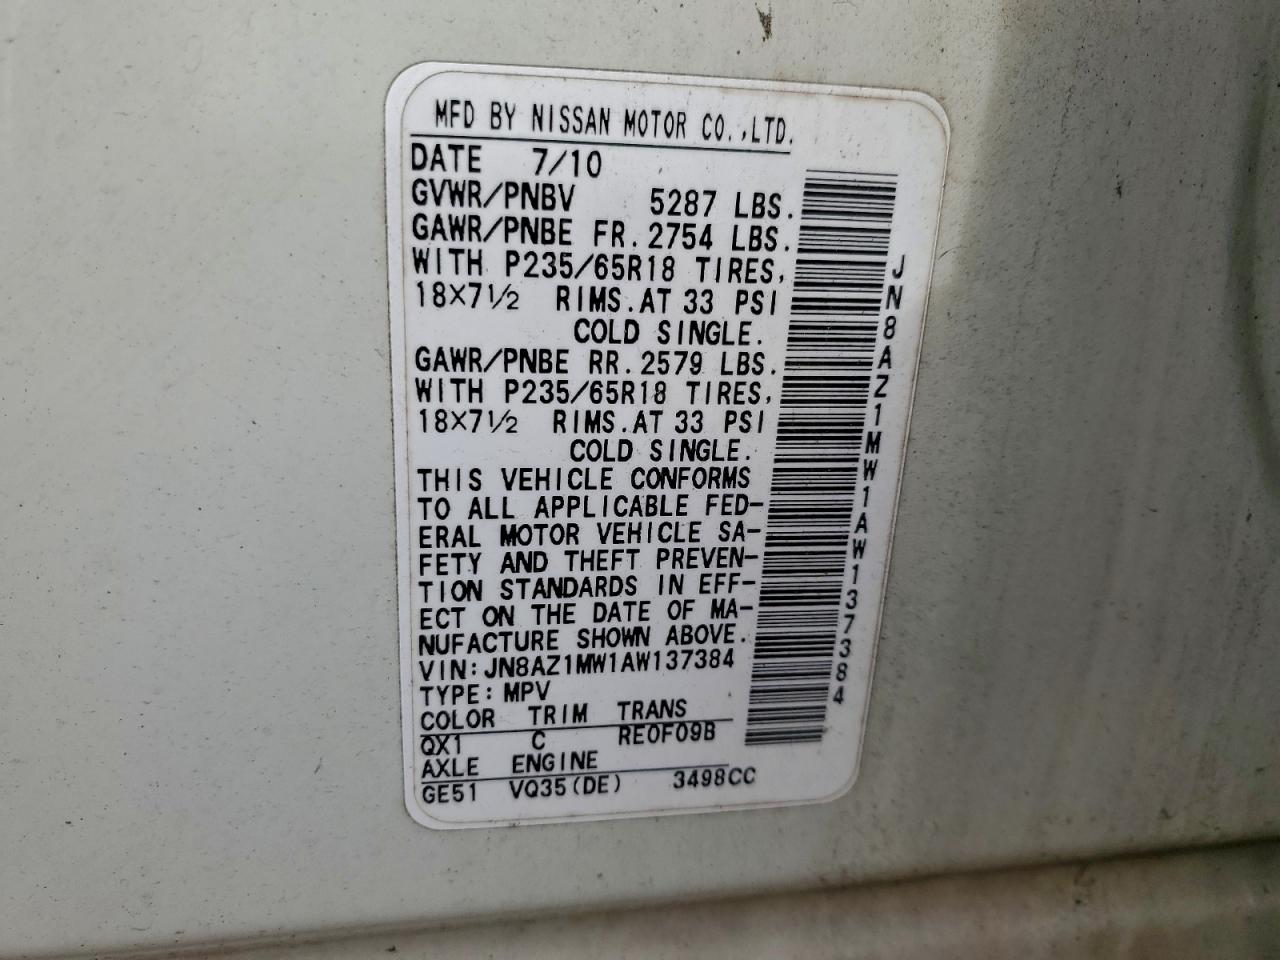 MFD BY NISSAN MOTOR CO.,LTD.
DATE 7/10
GVWR/PNBV 5287 LBS.
GAWR/PNBE FR. 2754 LBS.
WITH P235/65R18 TIRES,
18X7½ RIMS.AT 33 PSI
COLD SINGLE.
GAWR/PNBE RR. 2579 LBS.
WITH P235/65R18 TIRES,
18X7½ RIMS.AT 33 PSI
COLD SINGLE.
THIS VEHICLE CONFORMS
TO ALL APPLICABLE FED-
ERAL MOTOR VEHICLE SA-
FETY AND THEFT PREVEN-
TION STANDARDS IN EFF-
ECT ON THE DATE OF MA-
NUFACTURE SHOWN ABOVE.
VIN:JN8AZ1MW1AW137384
TYPE:MPV
COLOR TRIM TRANS
QX1 C RE0F09B
AXLE ENGINE
GE51 VQ35(DE) 3498CC
JN8AZ1MW1AW137384